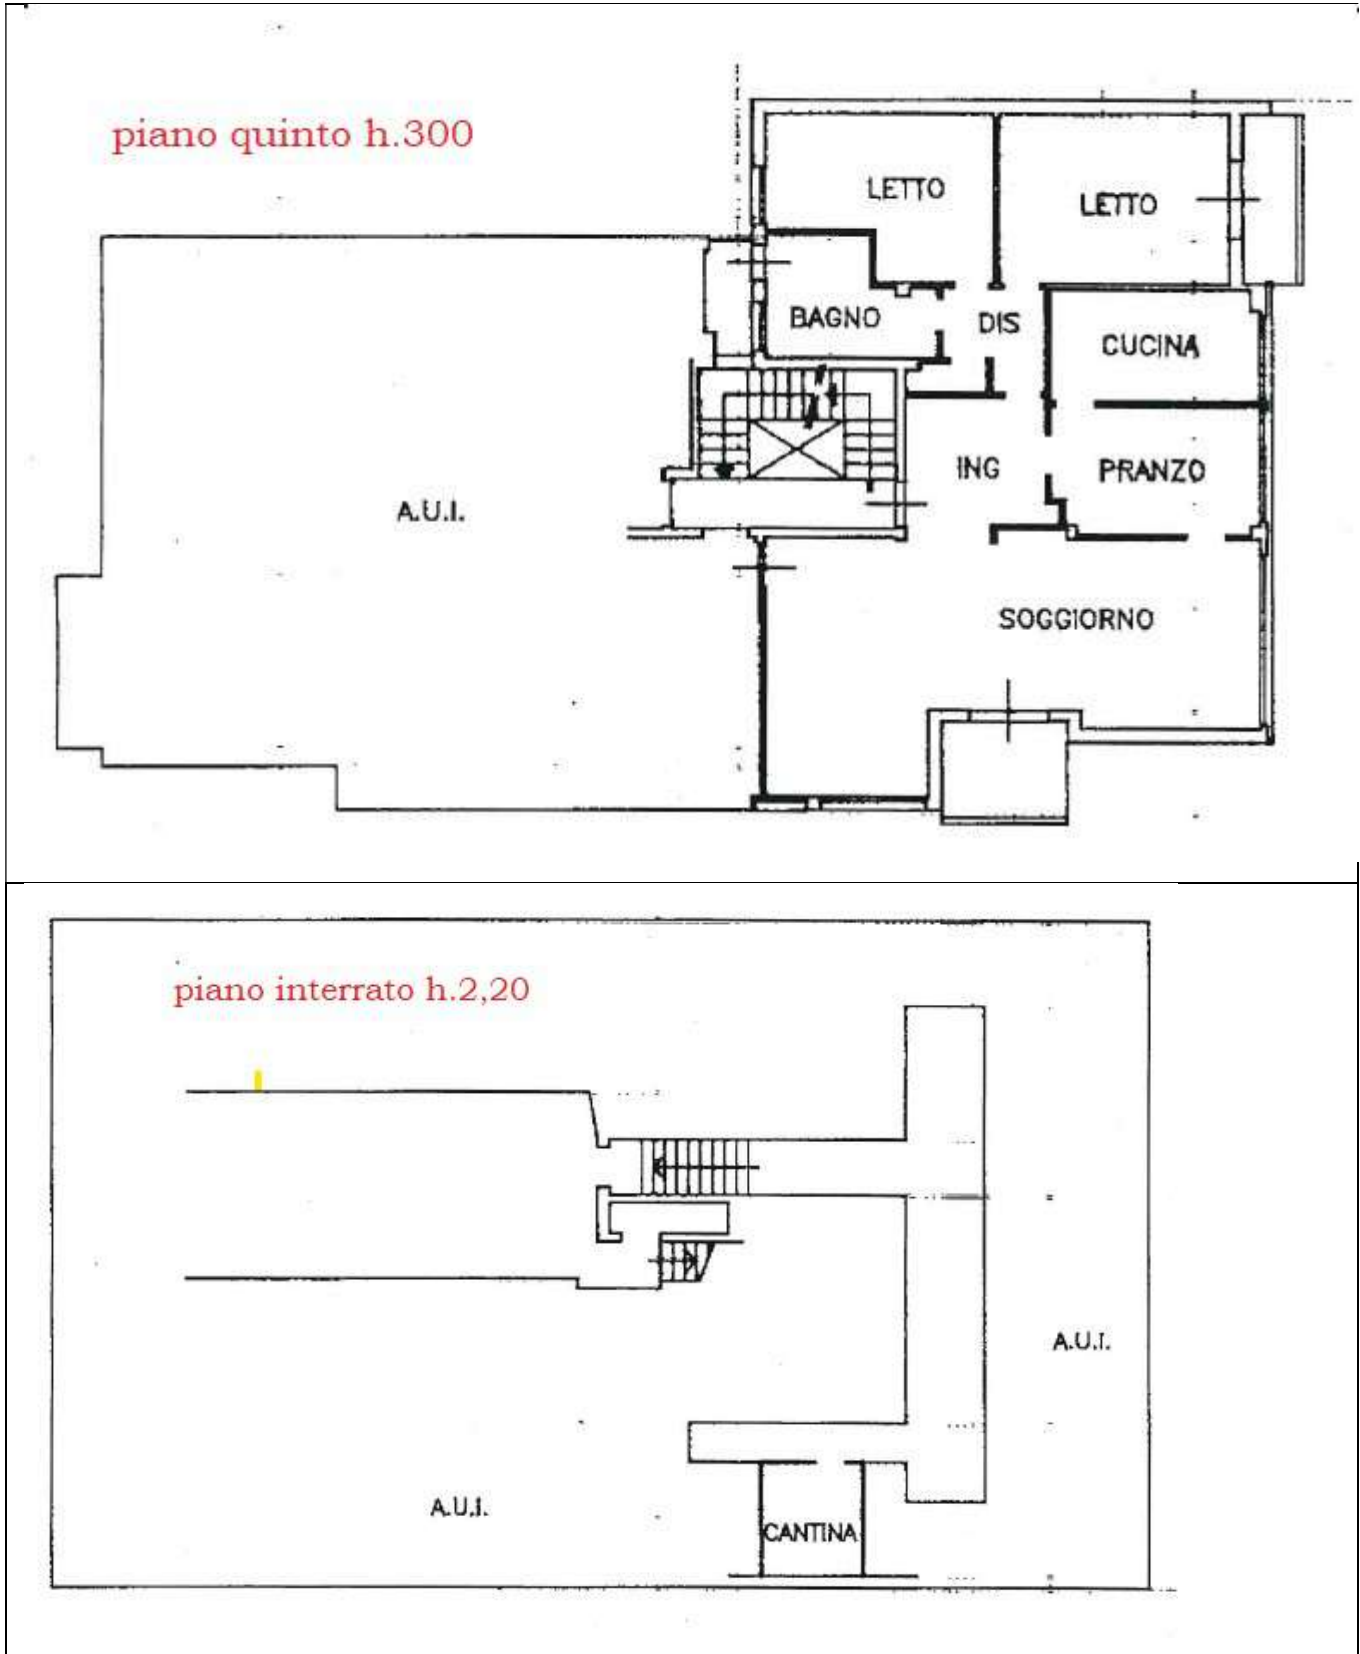 piano quinto h.300
LETTO
LETTO
BAGNO
DIS
CUCINA
ING
PRANZO
A.U.I.
SOGGIORNO
piano interrato h.2,20
A.U.I.
A.U.I.
CANTINA